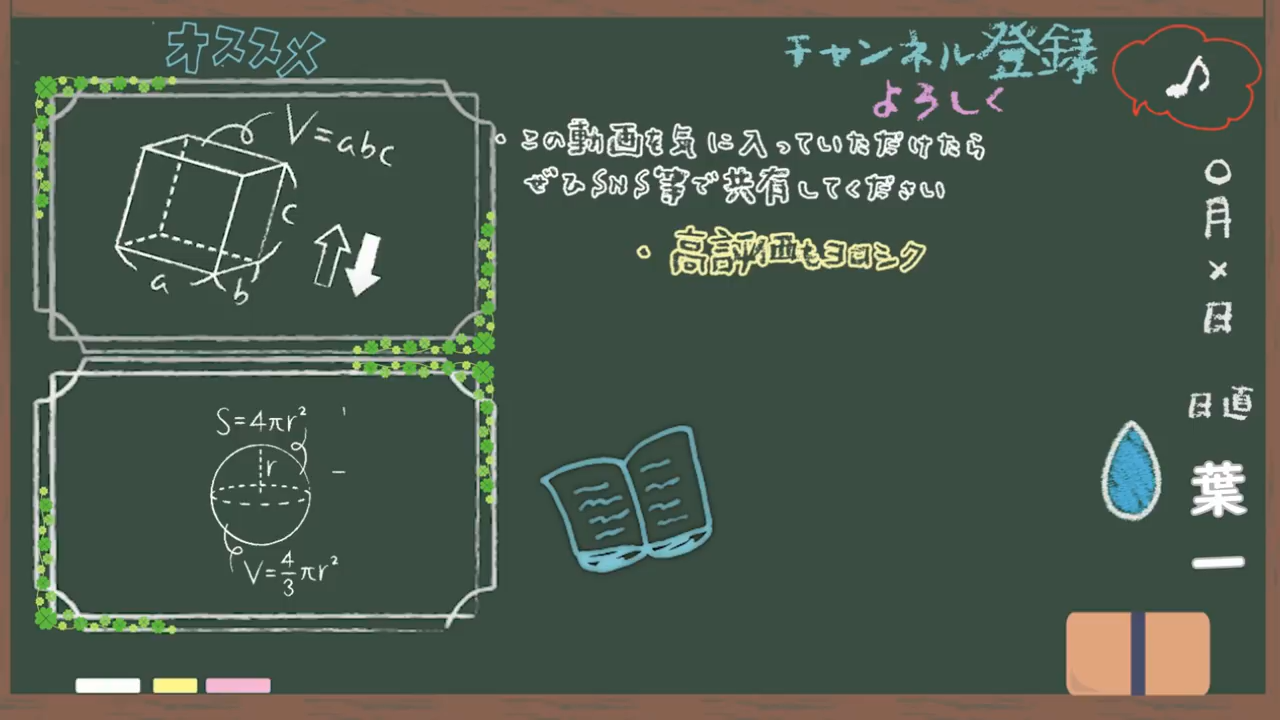 オススメ
V=abc
c
a
b
S=4πr²
r
V=4/3πr²
チャンネル登録
よろしく
・この動画を気に入っていただけたら
ぜひSNS等で共有してください
・高評価もヨロシク
○月×日
日直
葉一